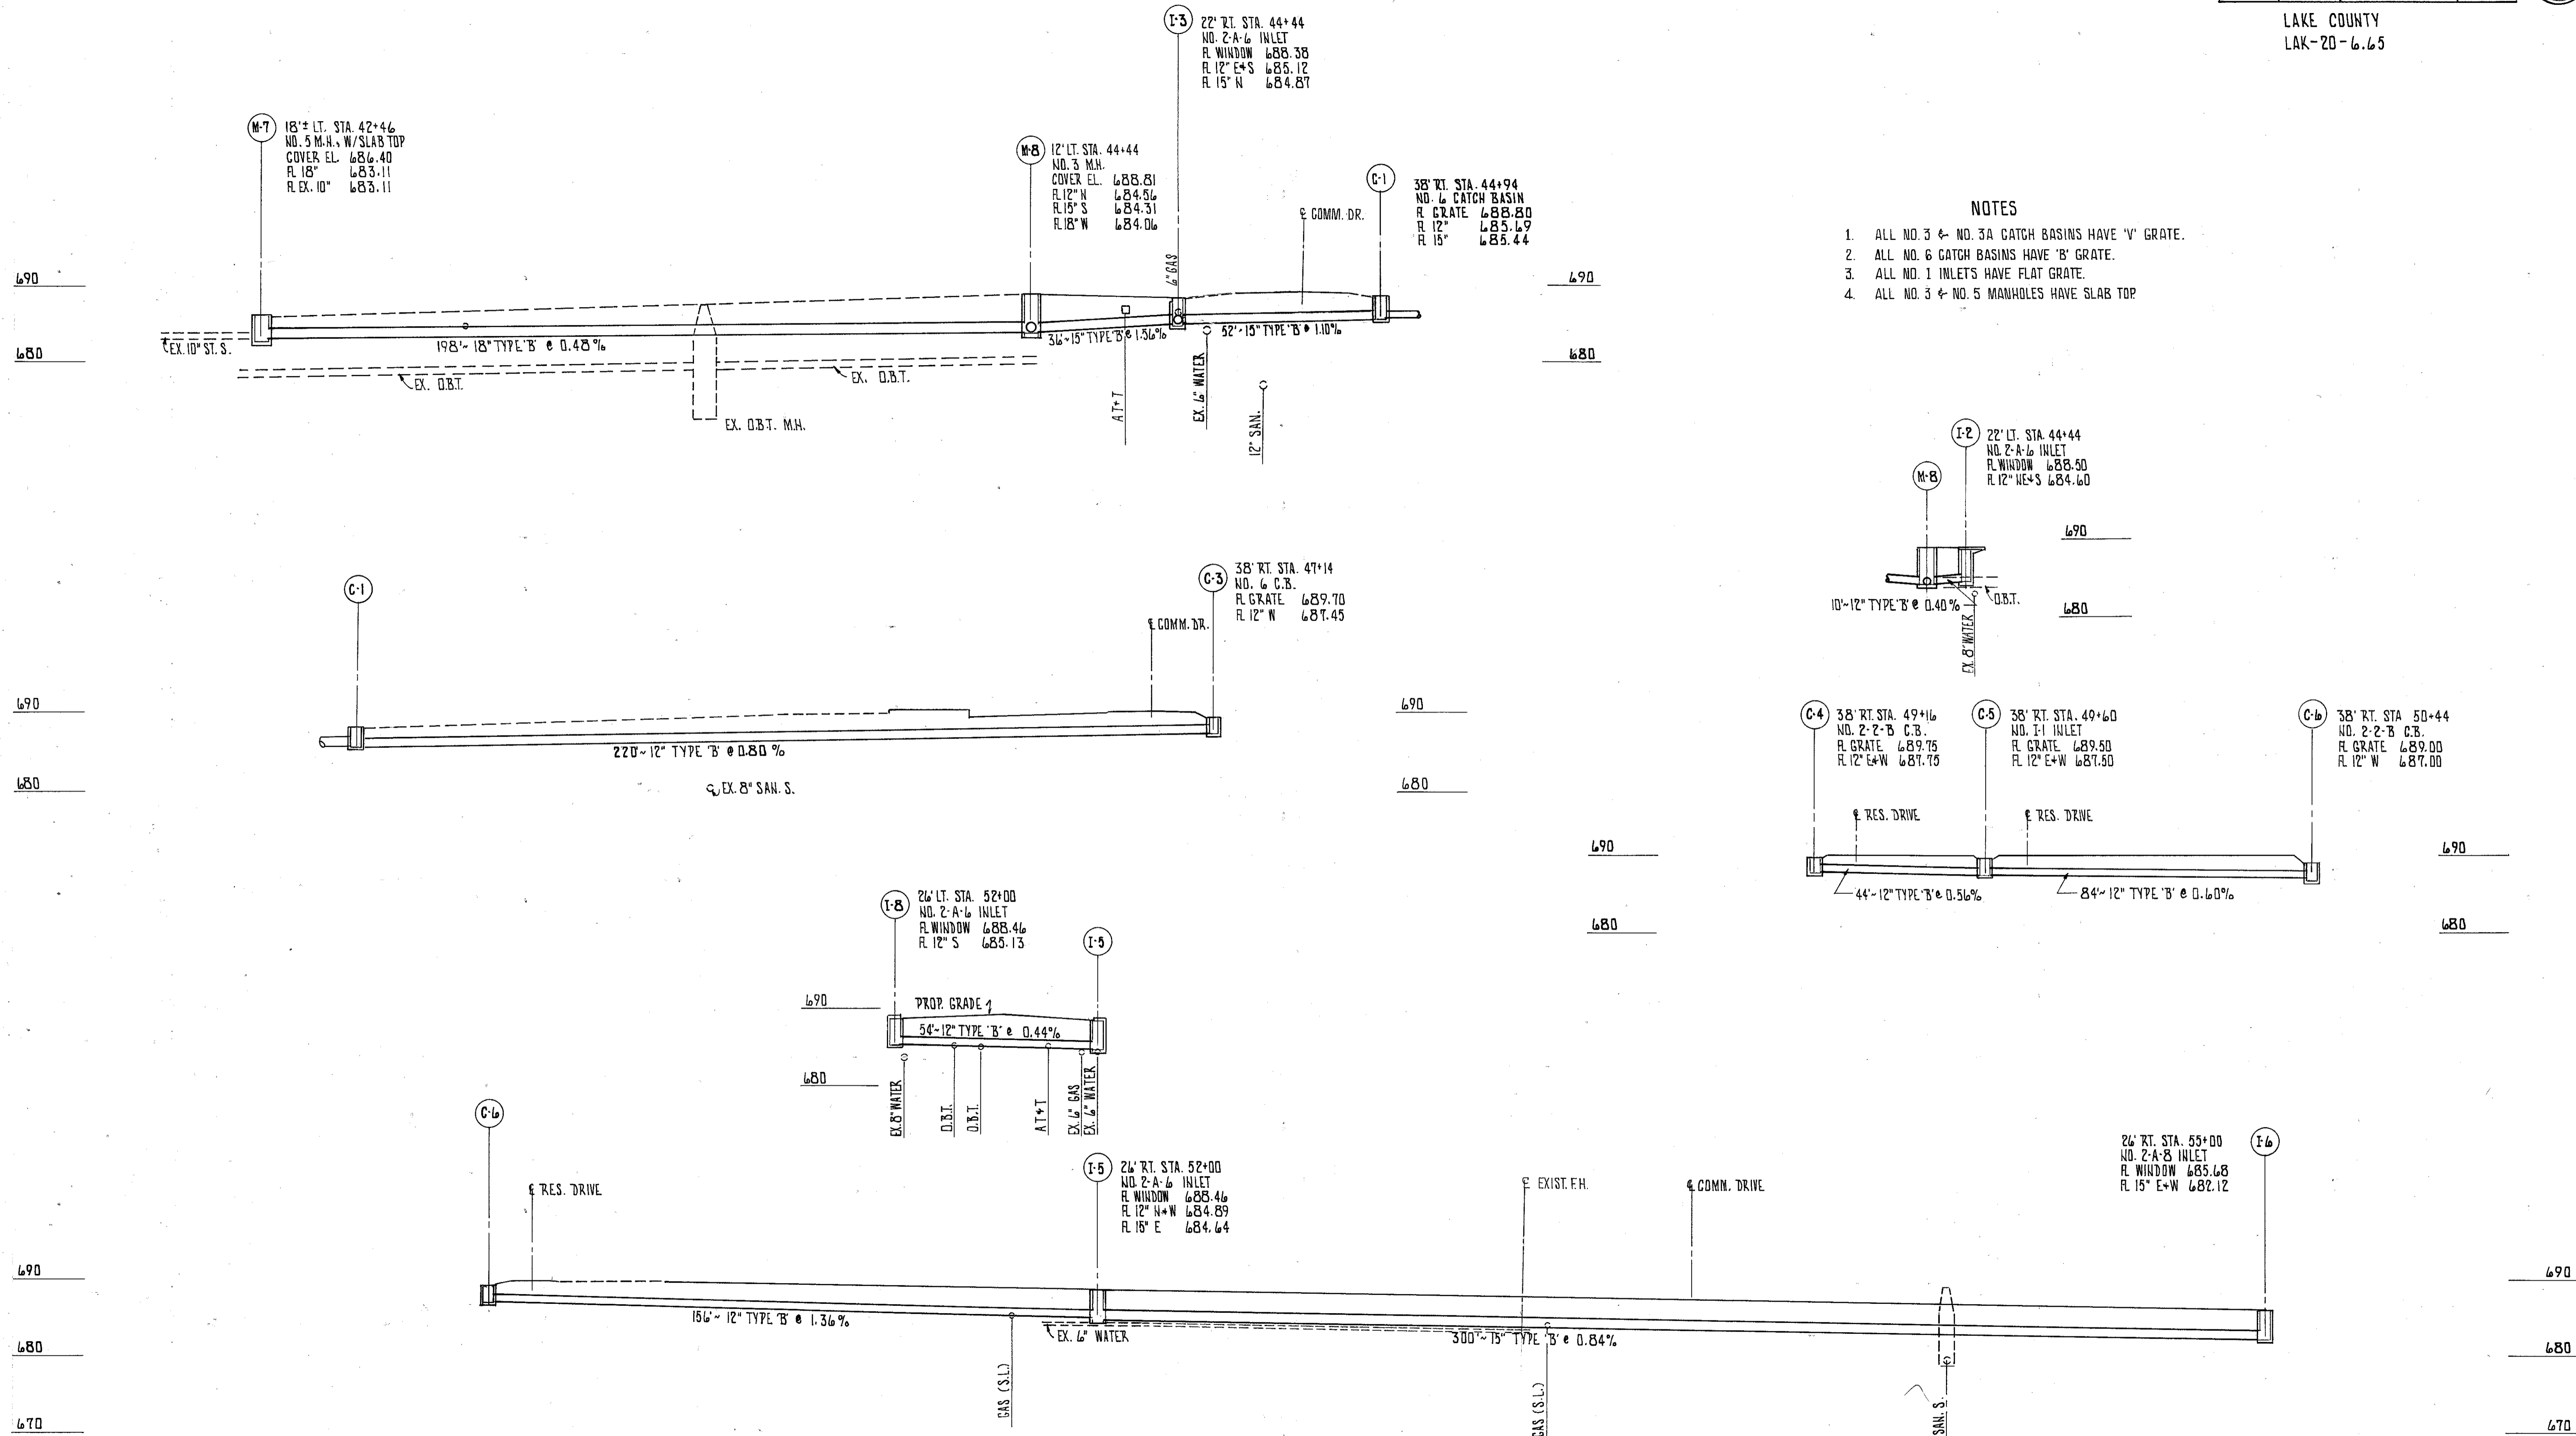 LAKE COUNTY
LAK-20-6.65
I-3
22' RT. STA. 44+44
NO. 2-A-6 INLET
FL WINDOW 688.38
FL 12" E+S 685.12
FL 15" N 684.87
M-7
18'± LT. STA. 42+46
NO. 5 M.H., W/SLAB TOP
COVER EL. 686.40
FL 18" 683.11
FL EX. 10" 683.11
M-8
12' LT. STA. 44+44
NO. 3 M.H.
COVER EL. 688.81
FL 12" N 684.56
FL 15" S 684.31
FL 18" W 684.06
C-1
38' RT. STA. 44+94
NO. 6 CATCH BASIN
FL GRATE 688.80
FL 12" 685.69
FL 15" 685.44
℄ COMM. DR.
6" GAS
690
690
680
680
EX. 10" ST. S.
198'~18" TYPE 'B' @ 0.48%
36'~15" TYPE 'B' @ 1.56%
52'~15" TYPE 'B' @ 1.10%
EX. O.B.T.
EX. O.B.T.
EX. O.B.T. M.H.
AT+T
EX. 6" WATER
12" SAN.
NOTES
1. ALL NO. 3 & NO. 3A CATCH BASINS HAVE 'V' GRATE.
2. ALL NO. 6 CATCH BASINS HAVE 'B' GRATE.
3. ALL NO. 1 INLETS HAVE FLAT GRATE.
4. ALL NO. 3 & NO. 5 MANHOLES HAVE SLAB TOP.
I-2
22' LT. STA. 44+44
NO. 2-A-6 INLET
FL WINDOW 688.50
FL 12" NE+S 684.60
M-8
690
10'~12" TYPE 'B' @ 0.40%
O.B.T.
680
EX. 8" WATER
C-1
C-3
38' RT. STA. 47+14
NO. 6 C.B.
FL GRATE 689.70
FL 12" W 687.45
℄ COMM. DR.
690
690
220'~12" TYPE 'B' @ 0.80 %
EX. 8" SAN. S.
680
680
C-4
38' RT. STA. 49+16
NO. 2-2-B C.B.
FL GRATE 689.75
FL 12" E+W 687.75
C-5
38' RT. STA. 49+60
NO. I-1 INLET
FL GRATE 689.50
FL 12" E+W 687.50
C-6
38' RT. STA 50+44
NO. 2-2-B C.B.
FL GRATE 689.00
FL 12" W 687.00
℄ RES. DRIVE
℄ RES. DRIVE
690
690
44'~12" TYPE 'B' @ 0.56%
84'~12" TYPE 'B' @ 0.60%
680
680
I-8
26' LT. STA. 52+00
NO. 2-A-6 INLET
FL WINDOW 688.46
FL 12" S 685.13
I-5
690
PROP. GRADE
54'~12" TYPE 'B' @ 0.44%
680
EX. 8" WATER
O.B.T.
O.B.T.
AT+T
EX. 6" GAS
EX. 6" WATER
C-6
℄ RES. DRIVE
I-5
26' RT. STA. 52+00
NO. 2-A-6 INLET
FL WINDOW 688.46
FL 12" N+W 684.89
FL 15" E 684.64
℄ EXIST. F.H.
℄ COMM. DRIVE
26' RT. STA. 55+00
NO. 2-A-8 INLET
FL WINDOW 685.68
FL 15" E+W 682.12
I-6
690
690
156'~12" TYPE 'B' @ 1.36%
EX. 6" WATER
300'~15" TYPE 'B' @ 0.84%
680
680
GAS (S.L.)
GAS (S.L.)
SAN. S.
670
670